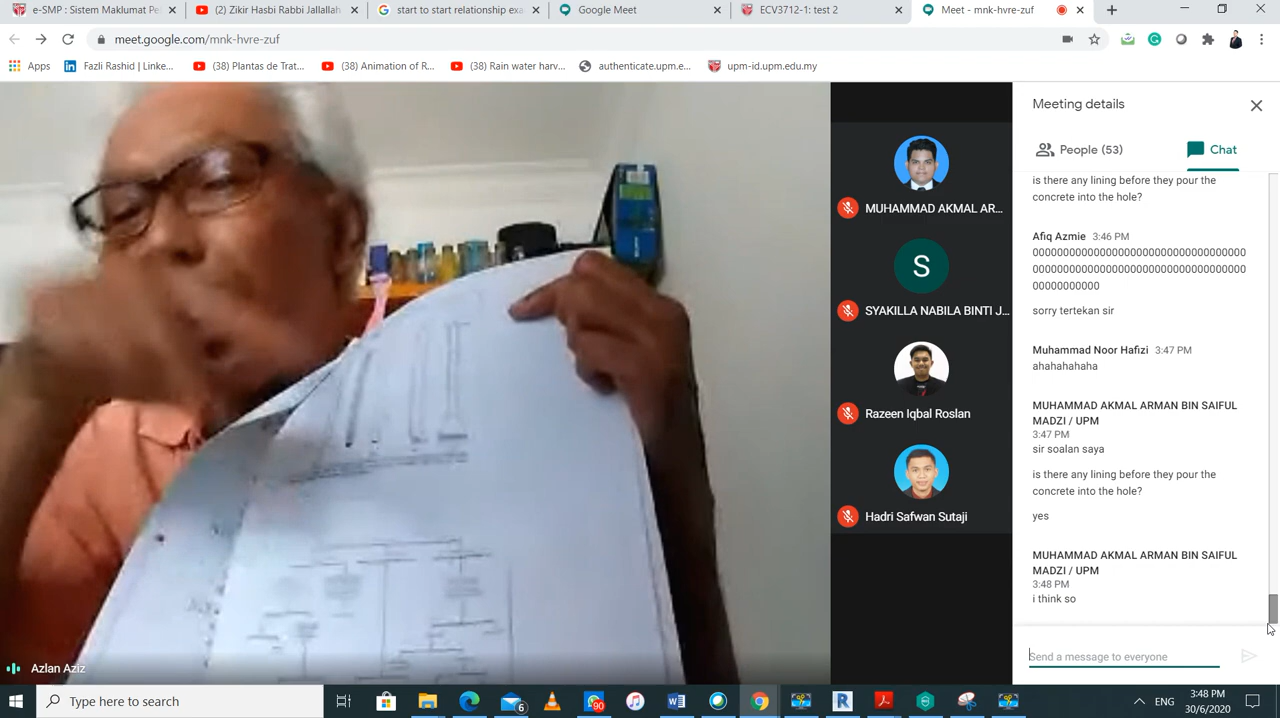 e-SMP : Sistem Maklumat Pel
(2) Zikir Hasbi Rabbi Jallallah
start to start relationship exa
Google Meet
ECV3712-1: test 2
Meet - mnk-hvre-zuf
meet.google.com/mnk-hvre-zuf
Apps
Fazli Rashid | Linke...
(38) Plantas de Trat...
(38) Animation of R...
(38) Rain water harv...
authenticate.upm.e...
upm-id.upm.edu.my
Azlan Aziz
MUHAMMAD AKMAL AR...
S
SYAKILLA NABILA BINTI J...
Razeen Iqbal Roslan
Hadri Safwan Sutaji
Meeting details
People (53)
Chat
is there any lining before they pour the
concrete into the hole?
Afiq Azmie 3:46 PM
sorry tertekan sir
Muhammad Noor Hafizi 3:47 PM
ahahahahaha
MUHAMMAD AKMAL ARMAN BIN SAIFUL
MADZI / UPM
3:47 PM
sir soalan saya
is there any lining before they pour the
concrete into the hole?
yes
MUHAMMAD AKMAL ARMAN BIN SAIFUL
MADZI / UPM
3:48 PM
i think so
Send a message to everyone
Type here to search
6
90
ENG
3:48 PM
30/6/2020